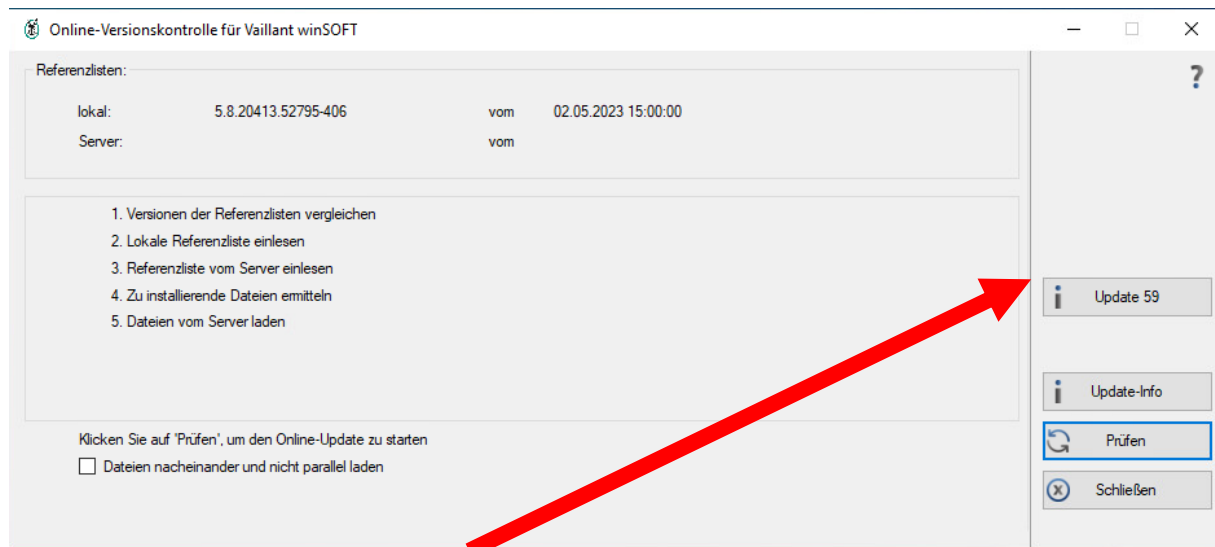 Online-Versionskontrolle für Vaillant winSOFT
Referenzlisten:
?
lokal: 5.8.20413.52795-406 vom 02.05.2023 15:00:00
Server: vom
1. Versionen der Referenzlisten vergleichen
2. Lokale Referenzliste einlesen
3. Referenzliste vom Server einlesen
4. Zu installierende Dateien ermitteln
5. Dateien vom Server laden
Update 59
Update-Info
Klicken Sie auf 'Prüfen', um den Online-Update zu starten
Prüfen
Dateien nacheinander und nicht parallel laden
Schließen